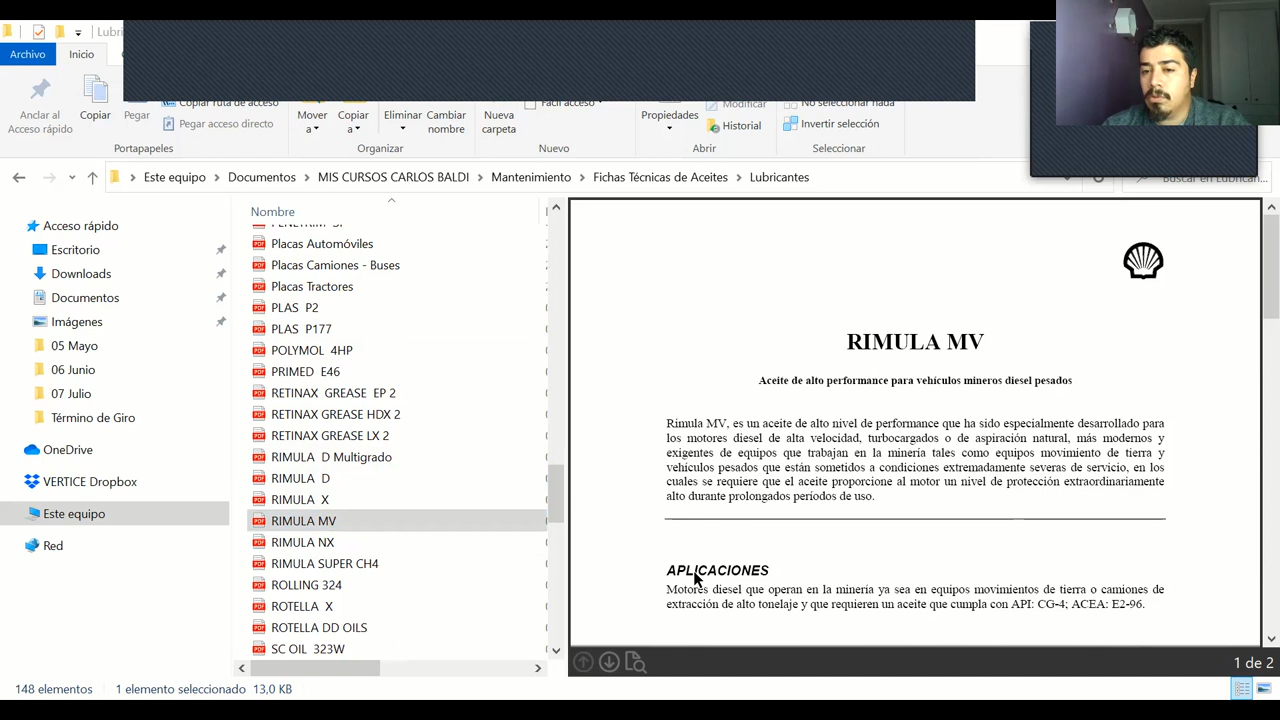 Lubri
Archivo
Inicio
Anclar al
Acceso rápido
Copiar
Pegar
Copiar ruta de acceso
Pegar acceso directo
Portapapeles
Mover
a
Copiar
a
Eliminar
Cambiar
nombre
Organizar
Nueva
carpeta
Fácil acceso
Nuevo
Propiedades
Modificar
Historial
Abrir
No seleccionar nada
Invertir selección
Seleccionar
Este equipo > Documentos > MIS CURSOS CARLOS BALDI > Mantenimiento > Fichas Técnicas de Aceites > Lubricantes
Buscar en Lubrican...
Acceso rápido
Escritorio
Downloads
Documentos
Imágenes
05 Mayo
06 Junio
07 Julio
Término de Giro
OneDrive
VERTICE Dropbox
Este equipo
Red
Nombre
Placas Automóviles
Placas Camiones - Buses
Placas Tractores
PLAS P2
PLAS P177
POLYMOL 4HP
PRIMED E46
RETINAX GREASE EP 2
RETINAX GREASE HDX 2
RETINAX GREASE LX 2
RIMULA D Multigrado
RIMULA D
RIMULA X
RIMULA MV
RIMULA NX
RIMULA SUPER CH4
ROLLING 324
ROTELLA X
ROTELLA DD OILS
SC OIL 323W
RIMULA MV
Aceite de alto performance para vehículos mineros diesel pesados
Rimula MV, es un aceite de alto nivel de performance que ha sido especialmente desarrollado para
los motores diesel de alta velocidad, turbocargados o de aspiración natural, más modernos y
exigentes de equipos que trabajan en la minería tales como equipos movimiento de tierra y
vehículos pesados que están sometidos a condiciones extremadamente severas de servicio, en los
cuales se requiere que el aceite proporcione al motor un nivel de protección extraordinariamente
alto durante prolongados períodos de uso.
APLICACIONES
Motores diesel que operan en la minería ya sea en equipos movimientos de tierra o camiones de
extracción de alto tonelaje y que requieren un aceite que cumpla con API: CG-4; ACEA: E2-96.
1 de 2
148 elementos
1 elemento seleccionado 13,0 KB